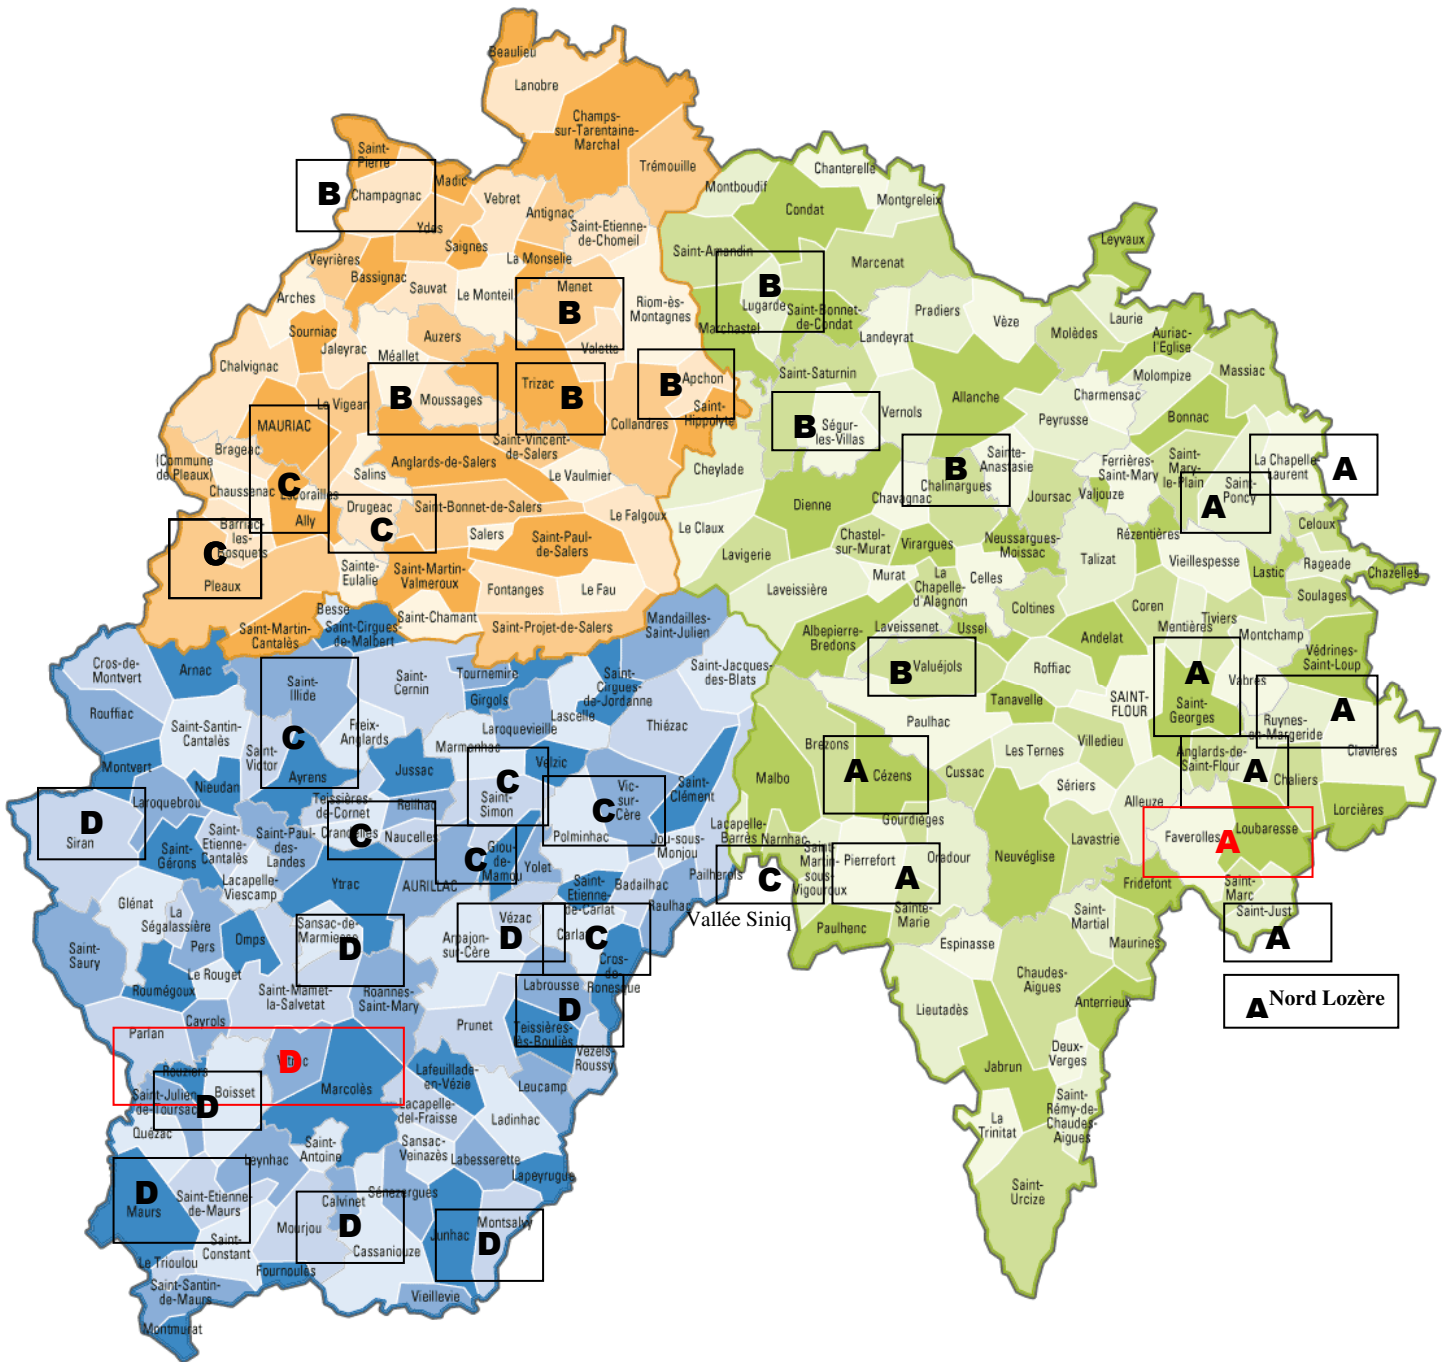 Beaulieu
Lanobre
Champs-
sur-Tarentaine-
Marchal
Trémouille
Saint-
Pierre
B
Champagnac
Madic
Ydes
Vebret
Antignac
Saint-Etienne-
de-Chomeil
Saignes
La Monselie
Veyrières
Bassignac
Sauvat
Le Monteil
Menet
B
Riom-ès-
Montagnes
Arches
Sourniac
Jaleyrac
Auzers
Méallet
Valette
Chalvignac
Le Vigean
B
Moussages
Trizac
B
B
Apchon
Saint-
Hippolyte
Collandres
MAURIAC
Saint-Vincent-
de-Salers
Brageac
(Commune
de Pleaux)
Anglards-de-Salers
Le Vaulmier
Salins
Chaussenac
C
Escorailles
Ally
Drugeac
C
Saint-Bonnet-de-Salers
Le Falgoux
Barriac-
les-
Bosquets
C
Pleaux
Salers
Saint-Paul-
de-Salers
Sainte-
Eulalie
Saint-Martin-
Valmeroux
Fontanges
Le Fau
Besse
Saint-Chamant
Saint-Projet-de-Salers
Saint-Martin-
Cantalès
Saint-Cirgues-
de-Malbert
Montboudif
Chanterelle
Condat
Montgreleix
Saint-Amandin
Marcenat
Leyvaux
B
Lugarde
Saint-Bonnet-
de-Condat
Marchastel
Landeyrat
Pradiers
Vèze
Molèdes
Laurie
Auriac-
l'Eglise
Saint-Saturnin
Molompize
Massiac
Allanche
Charmensac
Peyrusse
Bonnac
B
Ségur-
les-Villas
Vernols
Cheylade
B
Sainte-
Anastasie
Chalinargues
Chavagnac
Ferrières-
Saint-Mary
Saint-
Mary-
le-Plain
La Chapelle-
Laurent
A
Saint-
Poncy
A
Joursac
Valjouze
Dienne
Le Claux
Lavigerie
Chastel-
sur-Murat
Virargues
Neussargues-
Moissac
Talizat
Rézentières
Celoux
Vieillespesse
Lastic
Rageade
Chazelles
Soulages
Laveissière
Murat
La
Chapelle-
d'Alagnon
Celles
Coltines
Coren
Mentières
Tiviers
Montchamp
Albepierre-
Bredons
Laveissenet
Ussel
Andelat
Védrines-
Saint-Loup
B
Valuéjols
Roffiac
A
Saint-
Georges
Vabres
A
Ruynes-
en-Margeride
Clavières
SAINT-
FLOUR
Tanavelle
Paulhac
Les Ternes
Villedieu
Anglards-de-
Saint-Flour
A
Chaliers
Brezons
Malbo
A
Cézens
Cussac
Sériers
Alleuze
Lorcières
Gourdièges
Lavastrie
Faverolles
A
Loubaresse
Lacapelle-
Barrès
Narnhac
Saint-
Martin-
sous-
Vigouroux
Pierrefort
A
Oradour
Neuvéglise
Fridefont
Saint-
Marc
Saint-Just
A
A Nord Lozère
C
Vallée Siniq
Paulhenc
Sainte-
Marie
Espinasse
Saint-
Martial
Maurines
Chaudes-
Aigues
Anterrieux
Lieutadès
Deux-
Verges
Jabrun
La
Trinitat
Saint-
Rémy-de-
Chaudes-
Aigues
Saint-
Urcize
Cros-de-
Montvert
Arnac
Saint-
Illide
Saint-
Cernin
Tournemire
Girgols
Saint-
Cirgues-
de-Jordanne
Mandailles-
Saint-Julien
Saint-Jacques-
des-Blats
Rouffiac
Saint-Santin-
Cantalès
Freix-
Anglards
Laroquevieille
Lascelle
Thiézac
Saint-
Victor
C
Marmanhac
Montvert
Nieudan
Ayrens
Jussac
Velzic
C
Saint-
Simon
Vic-
sur-
Cère
C
Saint-
Clément
Laroquebrou
Teissières-
de-Cornet
Reilhac
D
Siran
Saint-
Gérons
Saint-
Etienne-
Cantalès
Saint-Paul-
des-
Landes
Crandelles
C
Naucelles
Polminhac
Jou-sous-
Monjou
C
Giou-
de-
Mamou
Yolet
Pailherols
Lacapelle-
Viescamp
Ytrac
AURILLAC
Saint-
Etienne-
de-Carlat
Badailhac
Raulhac
Glénat
La
Ségalassière
Omps
Sansac-de-
Marmiesse
D
Arpajon-
sur-Cère
Vézac
D
Carlat
C
Cros-
de-
Ronesque
Saint-
Saury
Pers
Le Rouget
Roumégoux
Saint-Mamet-
la-Salvetat
Roannes-
Saint-Mary
Labrousse
D
Teissières-
lès-Bouliès
Prunet
Cayrols
Parlan
Vitrac
D
Vezels-
Roussy
Rouziers
Boisset
Marcolès
Lafeuillade-
en-Vézie
Leucamp
Saint-Julien-
de-Toursac
D
Lacapelle-
del-Fraisse
Ladinhac
Quézac
Saint-
Antoine
Sansac-
Veinazès
Labesserette
Leynhac
Lapeyrugue
D
Maurs
Saint-Etienne-
de-Maurs
Calvinet
Sénezergues
D
Mourjou
Cassaniouze
Junhac
Montsalvy
D
Saint-
Constant
Le Trioulou
Fournoulès
Saint-Santin-
de-Maurs
Vieillevie
Montmurat